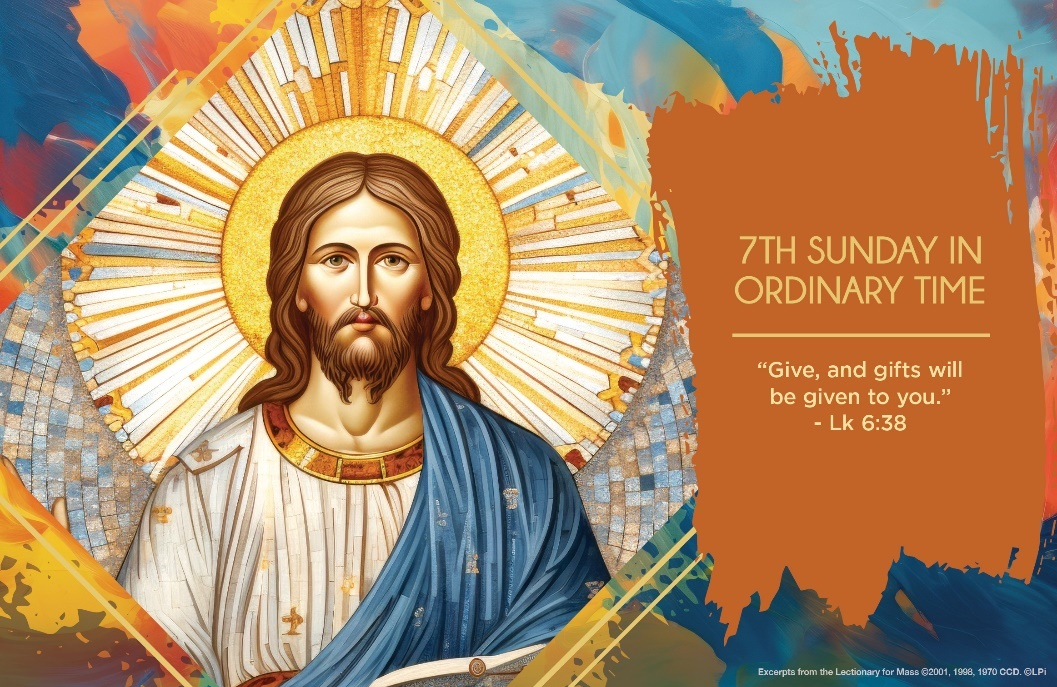 7TH SUNDAY IN
ORDINARY TIME
“Give, and gifts will
be given to you.”
- Lk 6:38
Excerpts from the Lectionary for Mass ©2001, 1998, 1970 CCD. ©LPi